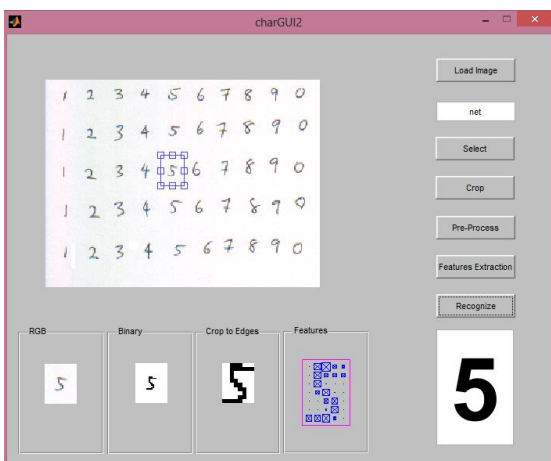 charGUI2
Load Image
net
Select
Crop
Pre-Process
Features Extraction
Recognize
1 2 3 4 5 6 7 8 9 0
1 2 3 4 5 6 7 8 9 0
1 2 3 4 5 6 7 8 9 0
1 2 3 4 5 6 7 8 9 0
1 2 3 4 5 6 7 8 9 0
RGB Binary Crop to Edges Features
5 5 5 5